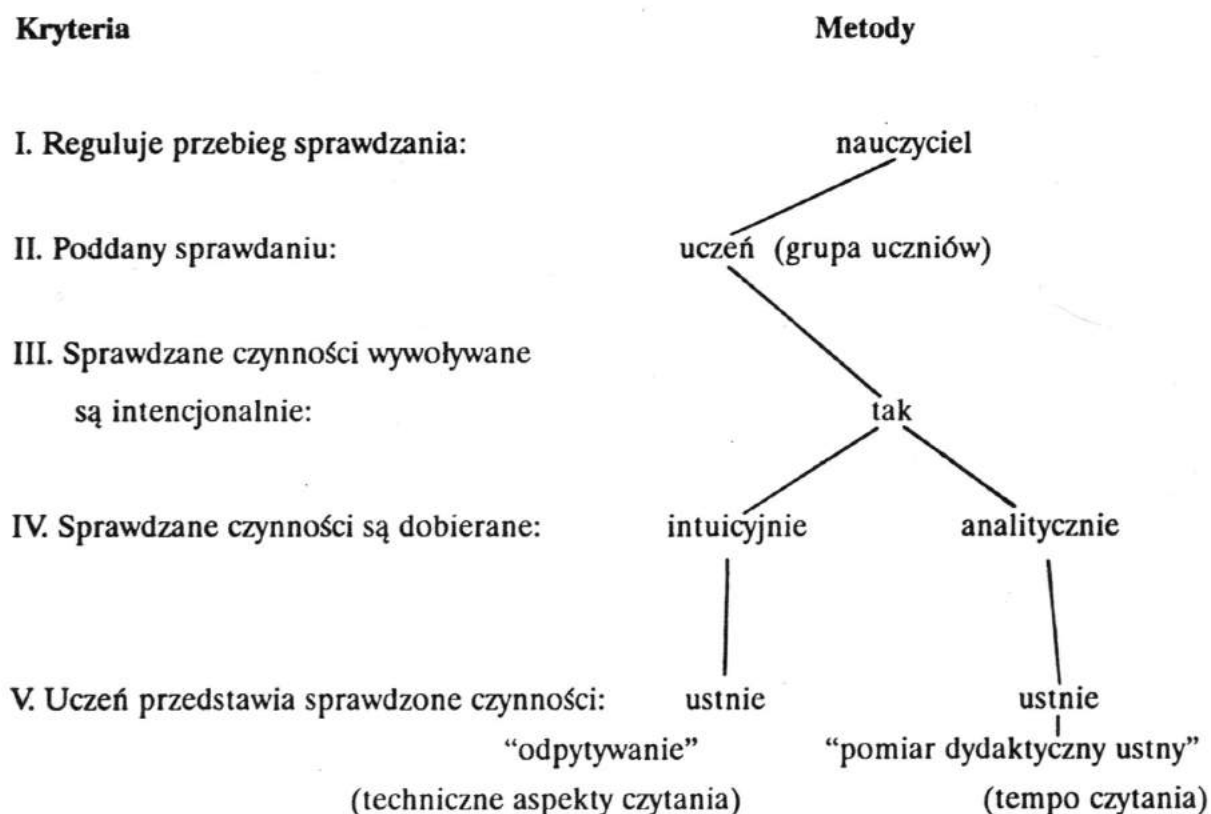 Kryteria Metody
I. Reguluje przebieg sprawdzania: nauczyciel
II. Poddany sprawdaniu: uczeń (grupa uczniów)
III. Sprawdzane czynności wywoływane
są intencjonalnie: tak
IV. Sprawdzane czynności są dobierane: intuicyjnie analitycznie
V. Uczeń przedstawia sprawdzone czynności: ustnie ustnie
“odpytywanie” “pomiar dydaktyczny ustny”
(techniczne aspekty czytania) (tempo czytania)